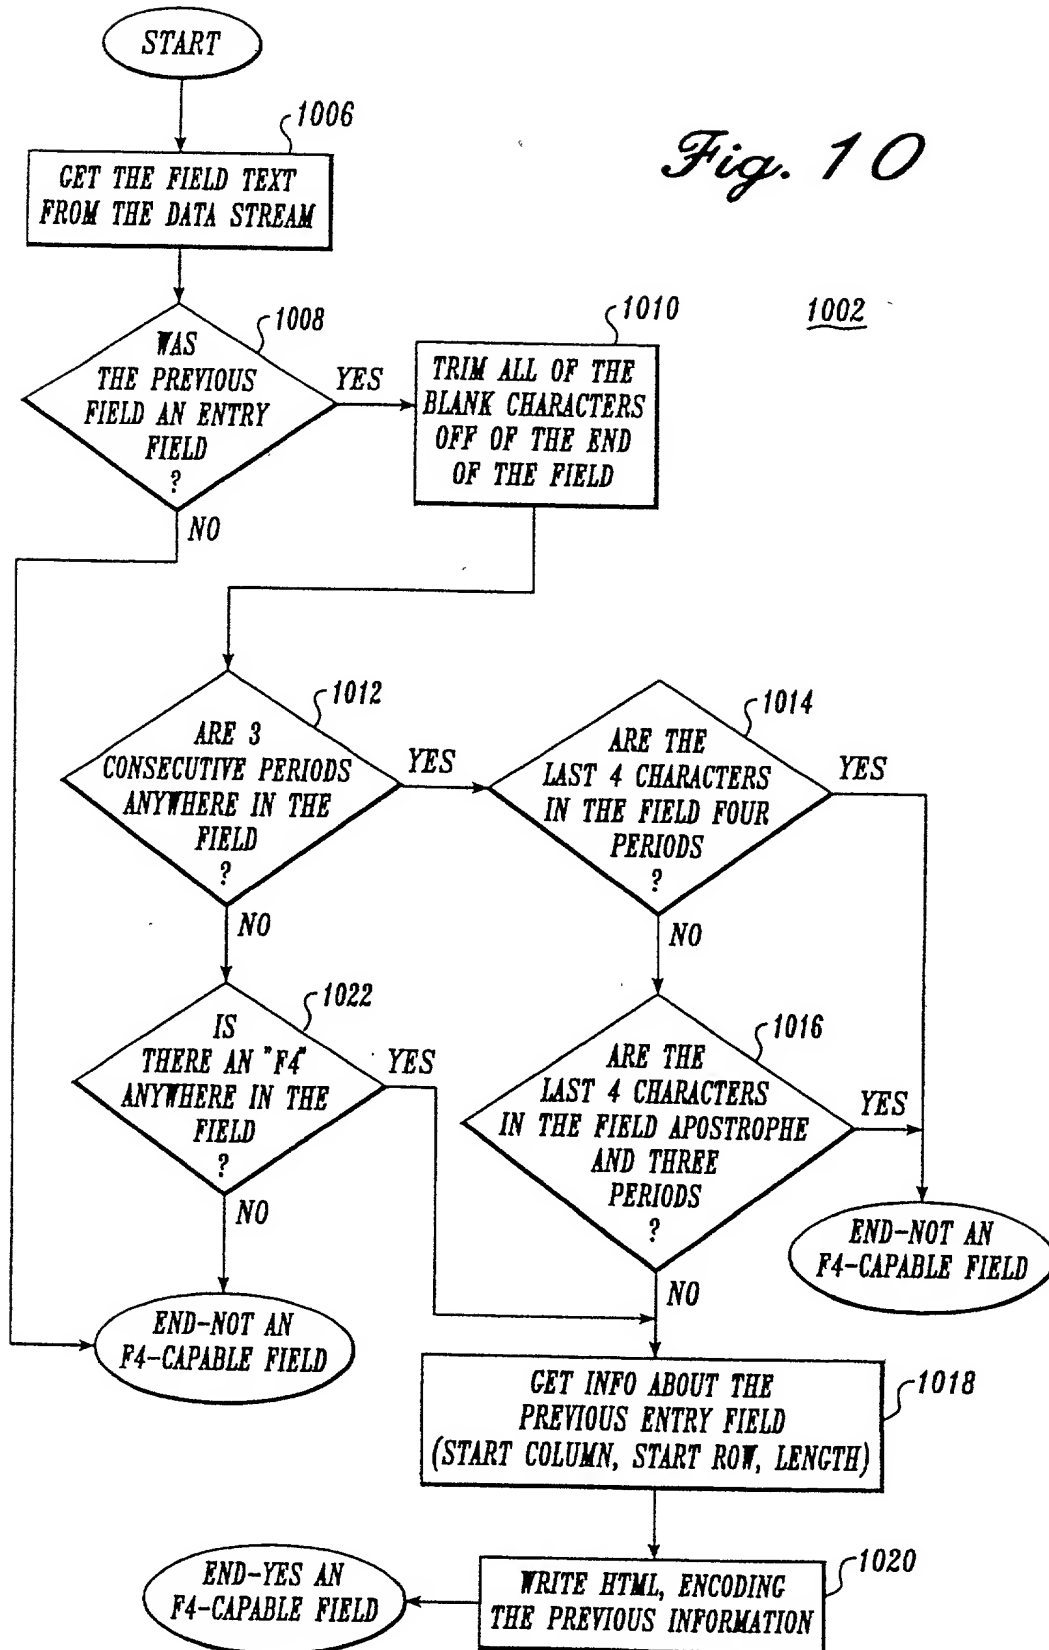 START
1006
Fig. 10
GET THE FIELD TEXT
FROM THE DATA STREAM
1008
WAS
THE PREVIOUS
FIELD AN ENTRY
FIELD
?
YES
NO
1010
TRIM ALL OF THE
BLANK CHARACTERS
OFF OF THE END
OF THE FIELD
1002
1012
ARE 3
CONSECUTIVE PERIODS
ANYWHERE IN THE
FIELD
?
YES
NO
1014
ARE THE
LAST 4 CHARACTERS
IN THE FIELD FOUR
PERIODS
?
YES
NO
1022
IS
THERE AN "F4"
ANYWHERE IN THE
FIELD
?
YES
NO
1016
ARE THE
LAST 4 CHARACTERS
IN THE FIELD APOSTROPHE
AND THREE
PERIODS
?
YES
NO
END-NOT AN
F4-CAPABLE FIELD
END-NOT AN
F4-CAPABLE FIELD
1018
GET INFO ABOUT THE
PREVIOUS ENTRY FIELD
(START COLUMN, START ROW, LENGTH)
1020
WRITE HTML, ENCODING
THE PREVIOUS INFORMATION
END-YES AN
F4-CAPABLE FIELD